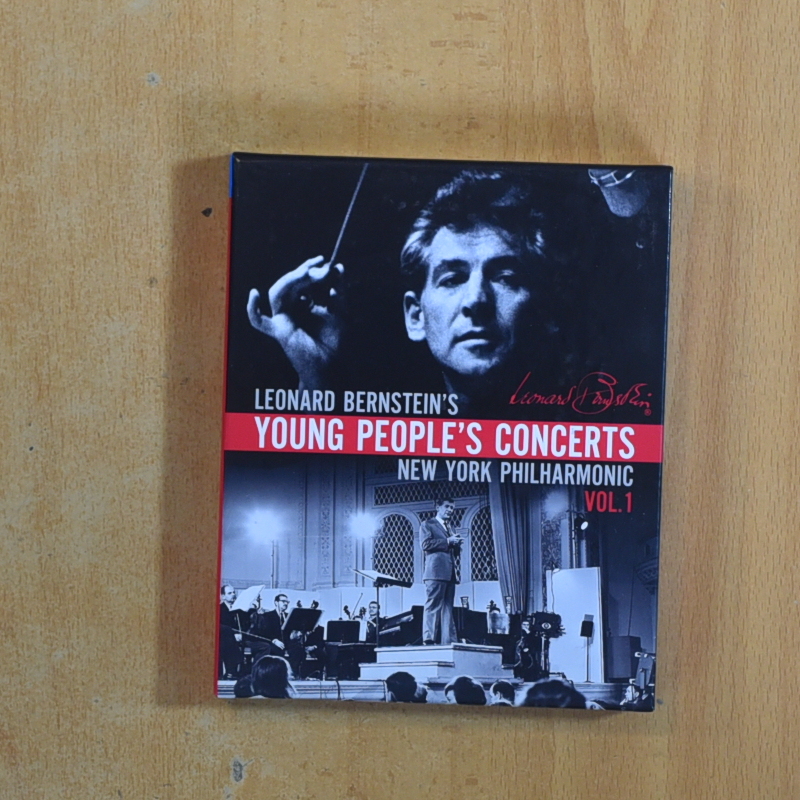 LEONARD BERNSTEIN'S
Leonard Bernstein®
YOUNG PEOPLE'S CONCERTS
NEW YORK PHILHARMONIC
VOL.1